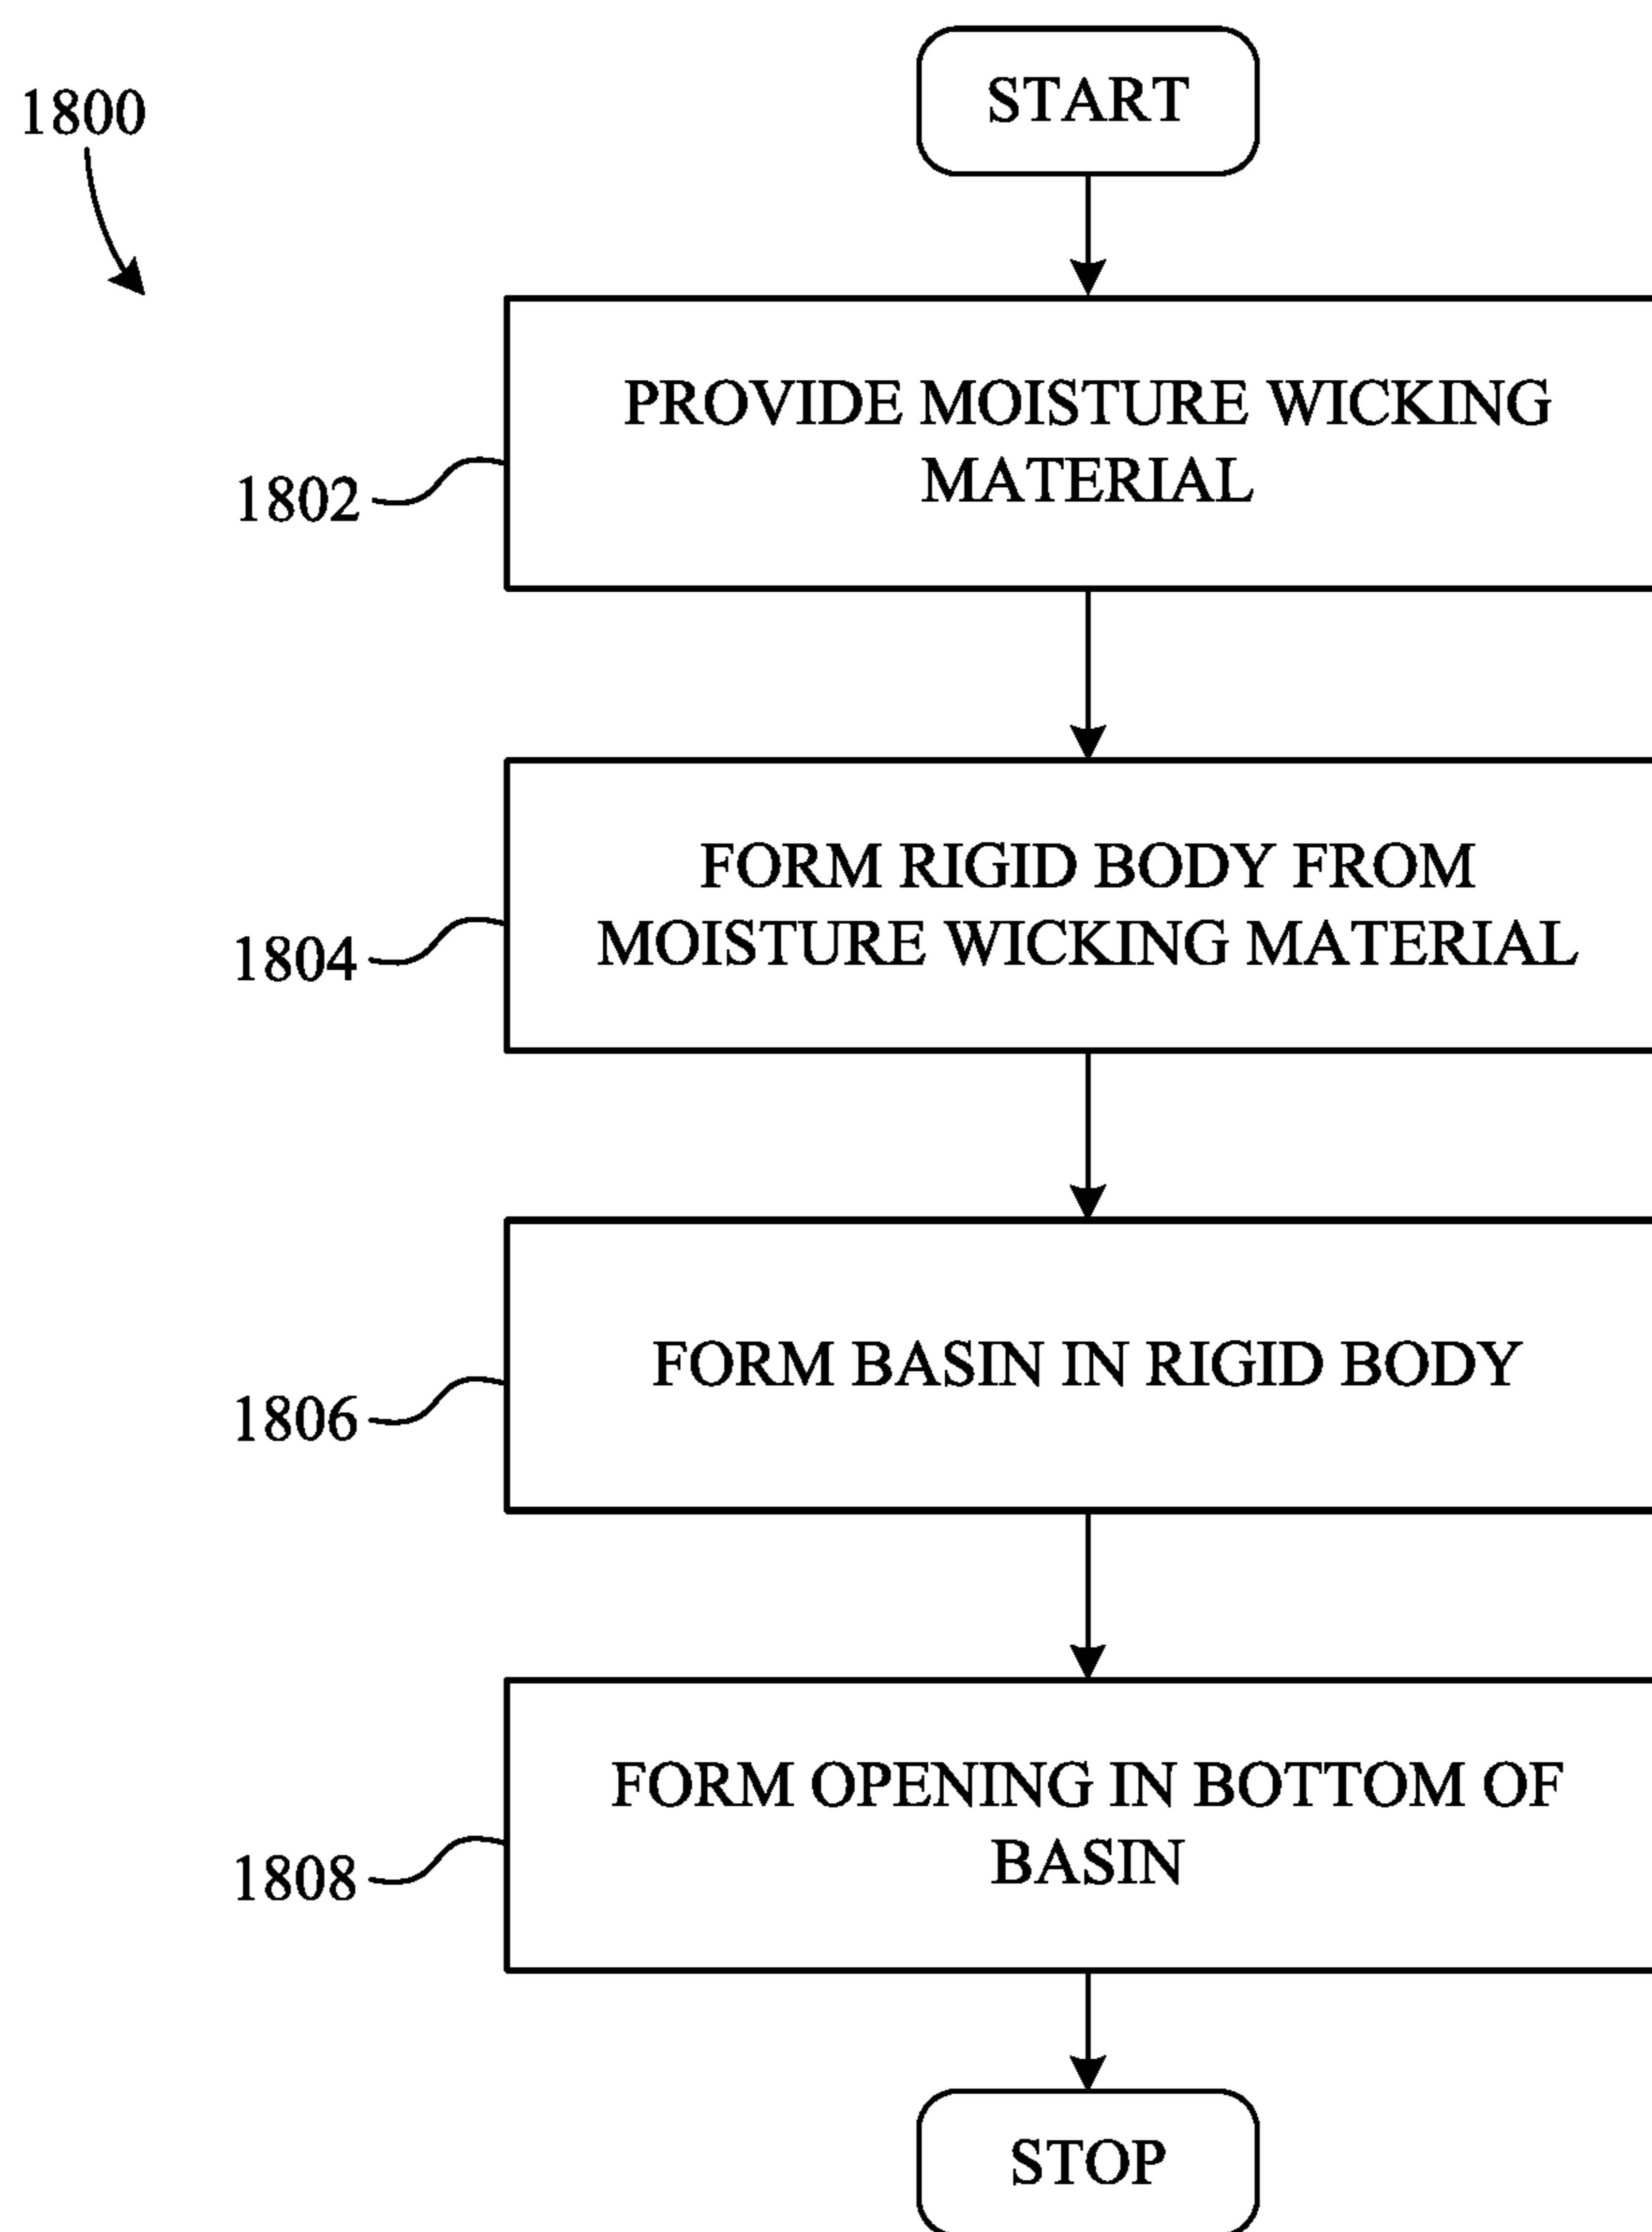 1800
START
PROVIDE MOISTURE WICKING
MATERIAL
1802
FORM RIGID BODY FROM
MOISTURE WICKING MATERIAL
1804
FORM BASIN IN RIGID BODY
1806
FORM OPENING IN BOTTOM OF
BASIN
1808
STOP